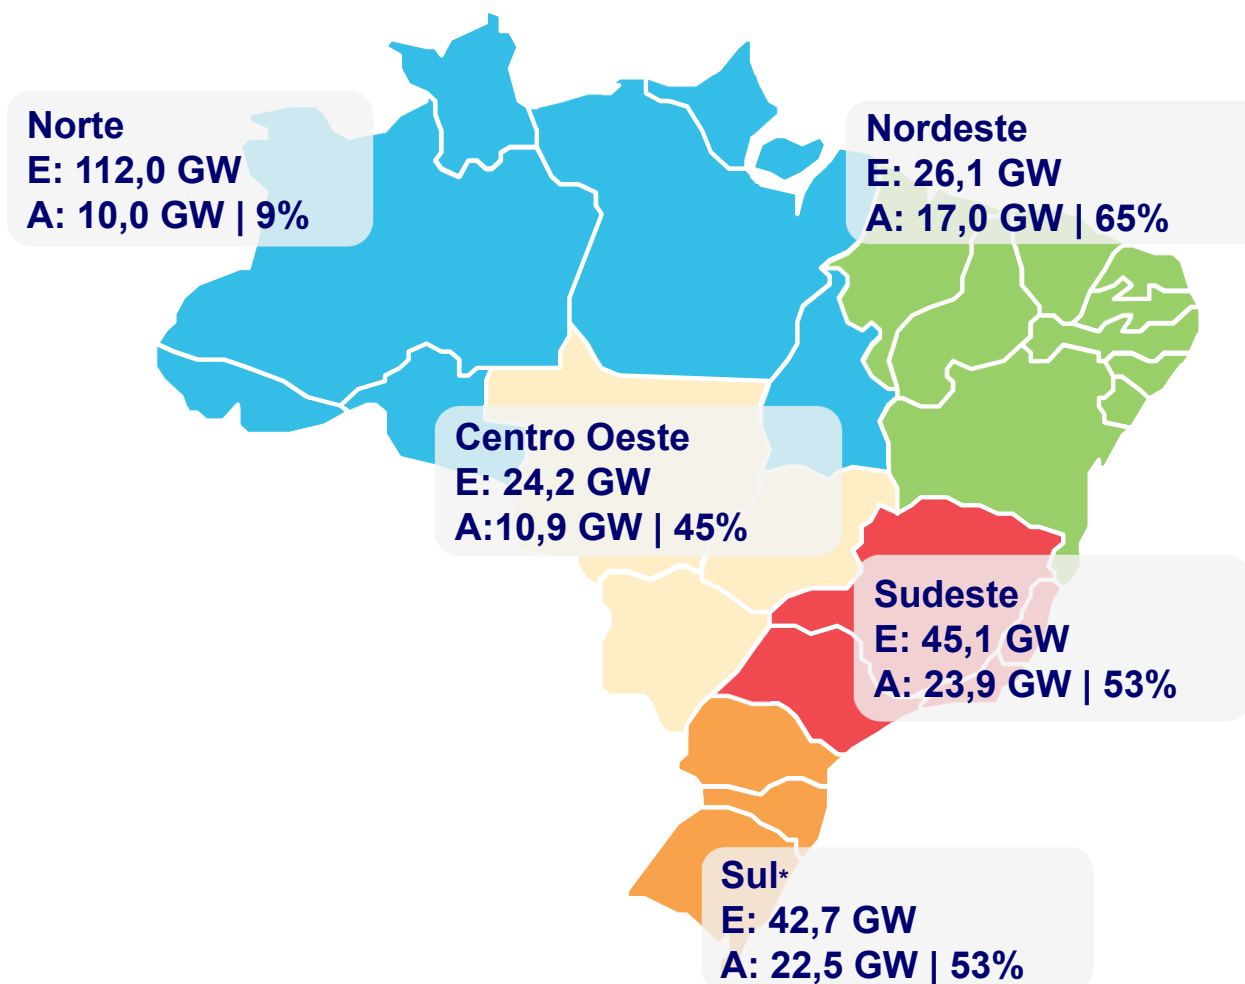 Norte
E: 112,0 GW
A: 10,0 GW | 9%
Nordeste
E: 26,1 GW
A: 17,0 GW | 65%
Centro Oeste
E: 24,2 GW
A:10,9 GW | 45%
Sudeste
E: 45,1 GW
A: 23,9 GW | 53%
Sul*
E: 42,7 GW
A: 22,5 GW | 53%